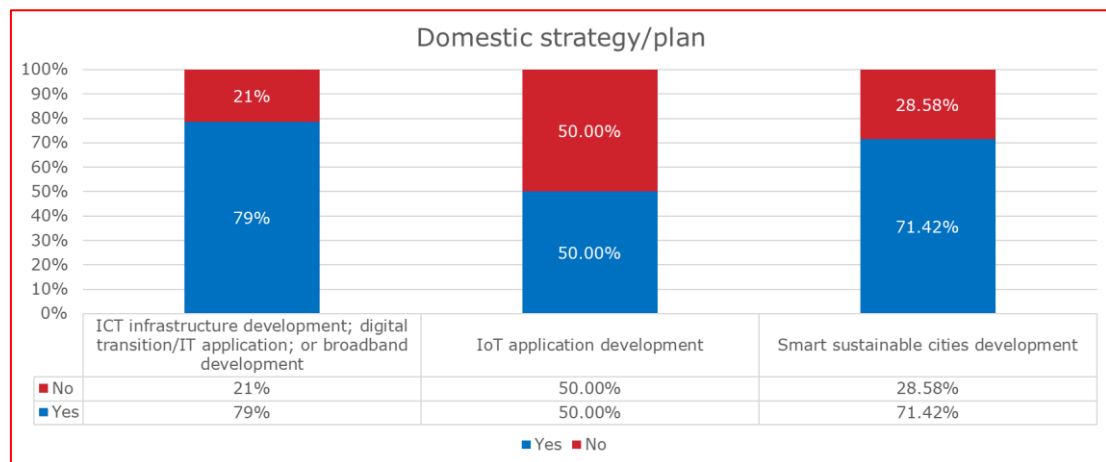 Domestic strategy/plan
100%
90%
80%
70%
60%
50%
40%
30%
20%
10%
0%
21%
79%
50.00%
50.00%
28.58%
71.42%
ICT infrastructure development; digital
transition/IT application; or broadband
development
IoT application development
Smart sustainable cities development
No 21% 50.00% 28.58%
Yes 79% 50.00% 71.42%
Yes No